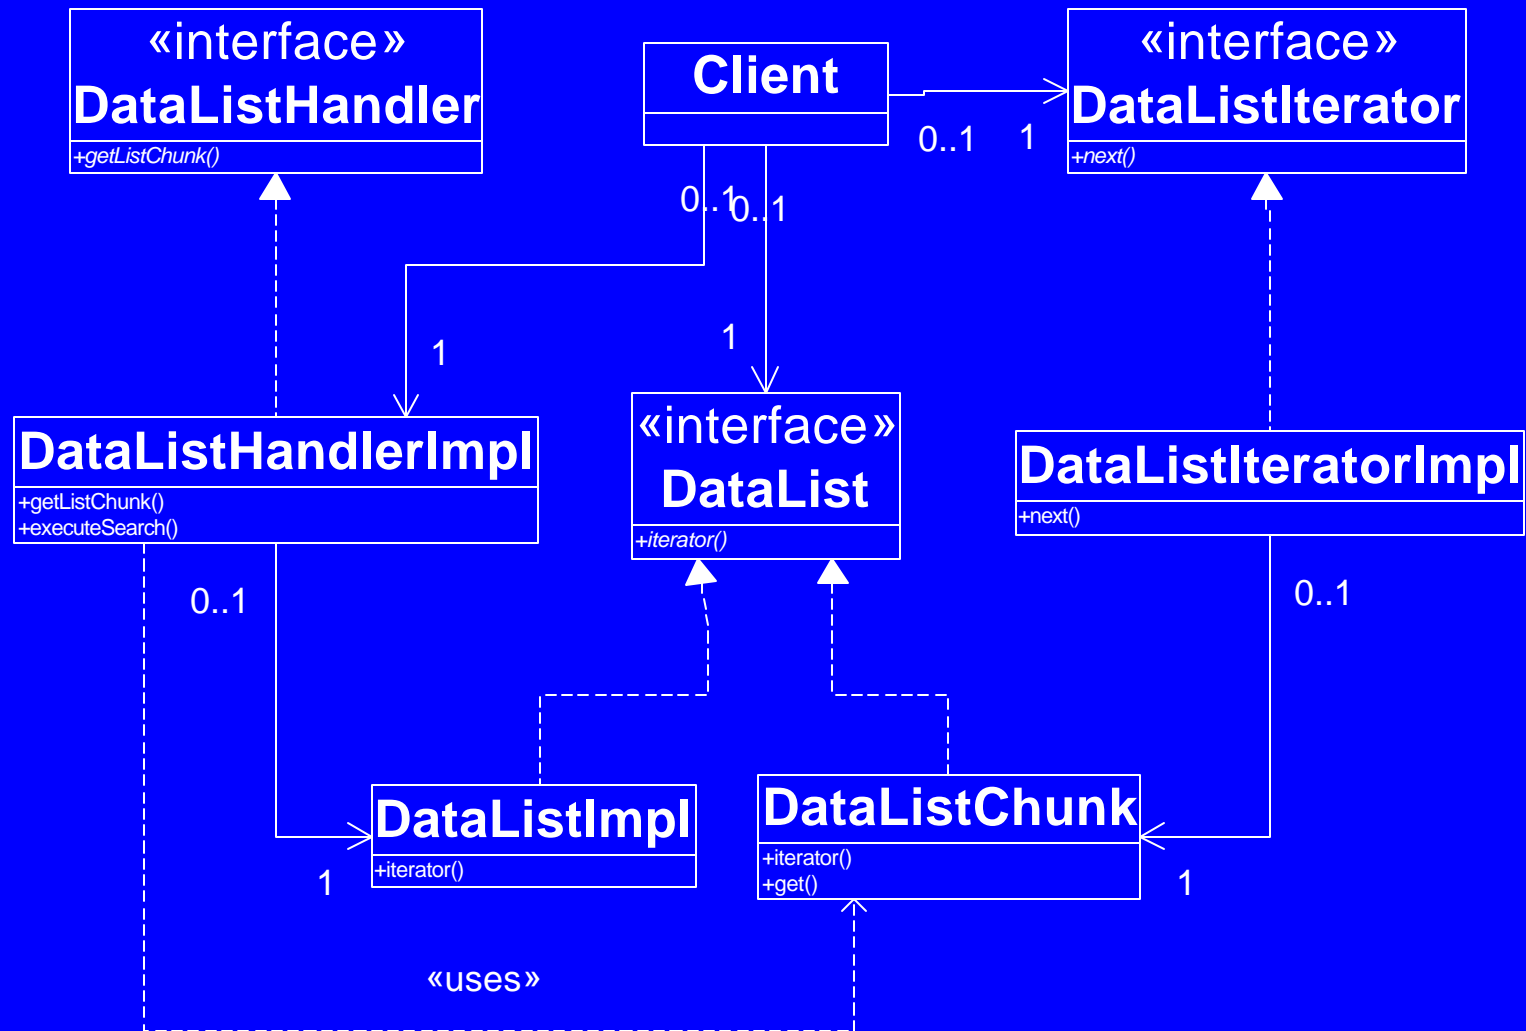 «interface»
DataListHandler
+getListChunk()
Client
«interface»
DataListIterator
+next()
0..1
1
0..1
0..1
1
1
DataListHandlerImpl
+getListChunk()
+executeSearch()
«interface»
DataList
+iterator()
DataListIteratorImpl
+next()
0..1
0..1
DataListImpl
+iterator()
DataListChunk
+iterator()
+get()
1
1
«uses»